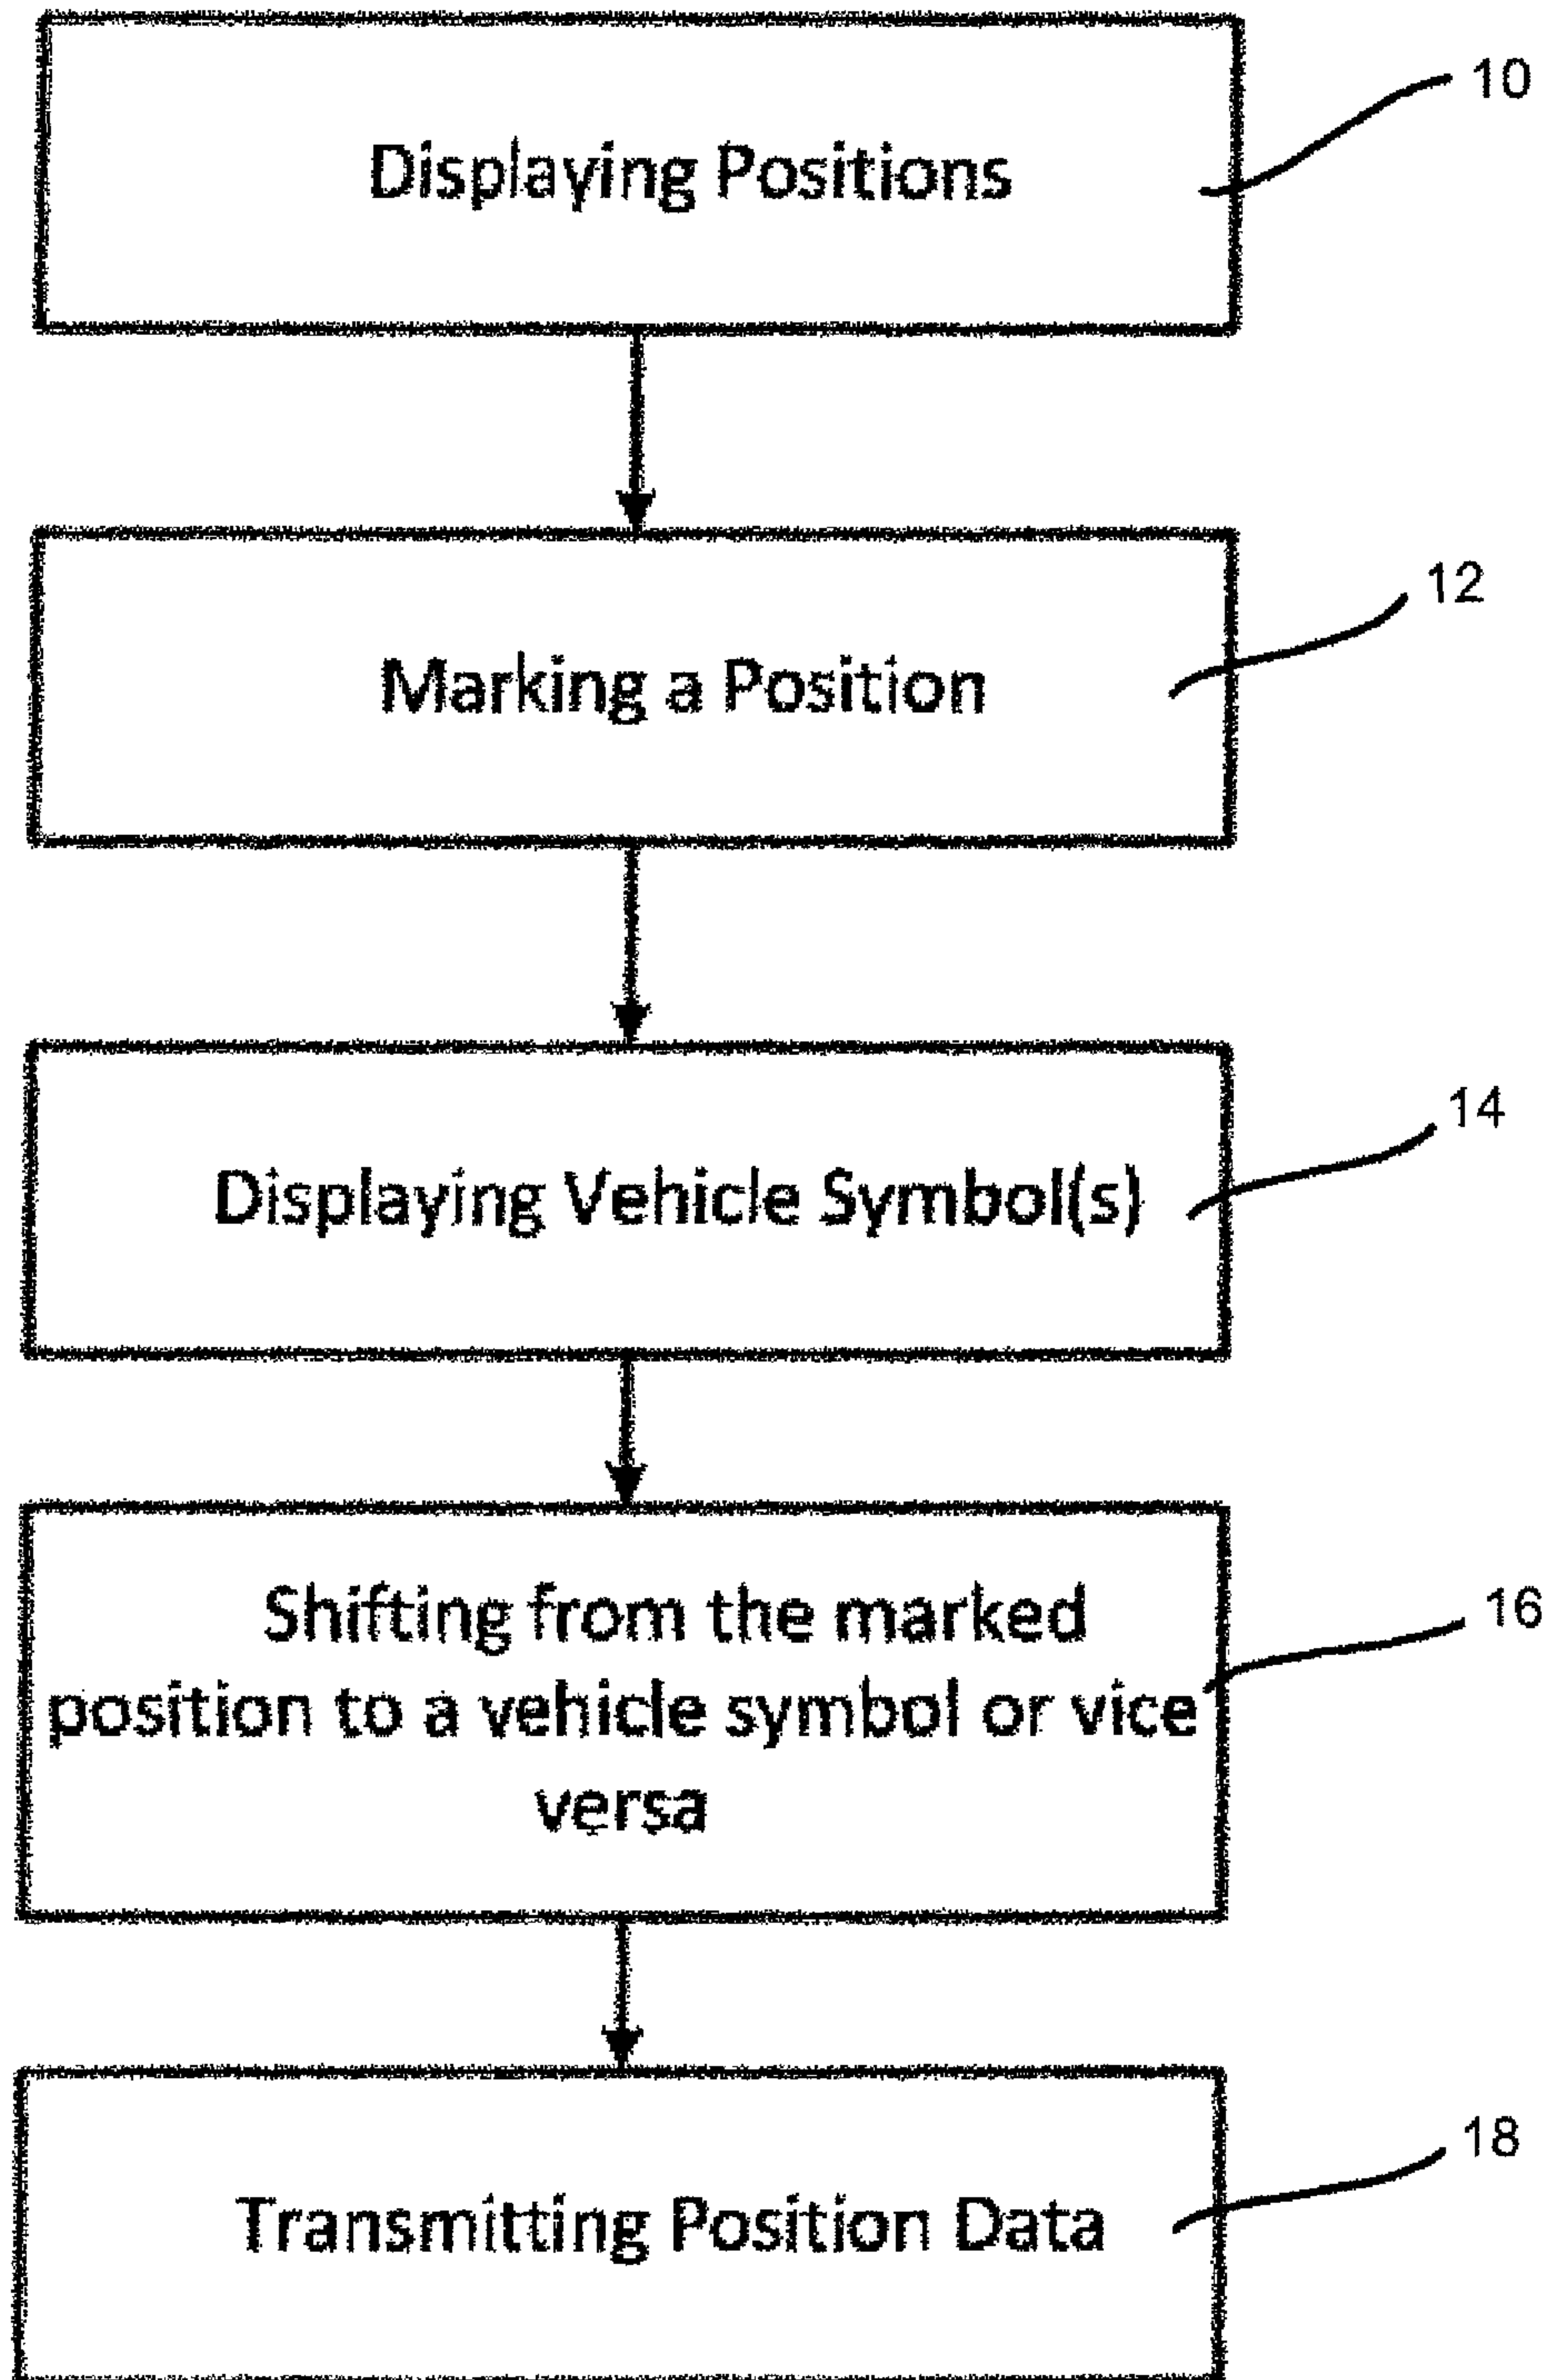 Displaying Positions
10
Marking a Position
12
Displaying Vehicle Symbol(s)
14
Shifting from the marked
position to a vehicle symbol or vice
versa
16
Transmitting Position Data
18